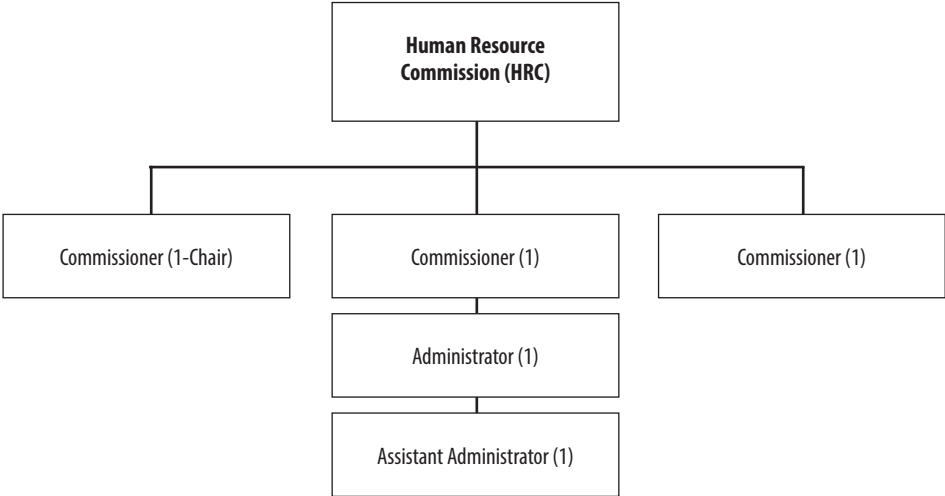 Human Resource
Commission (HRC)
Commissioner (1-Chair)
Commissioner (1)
Commissioner (1)
Administrator (1)
Assistant Administrator (1)